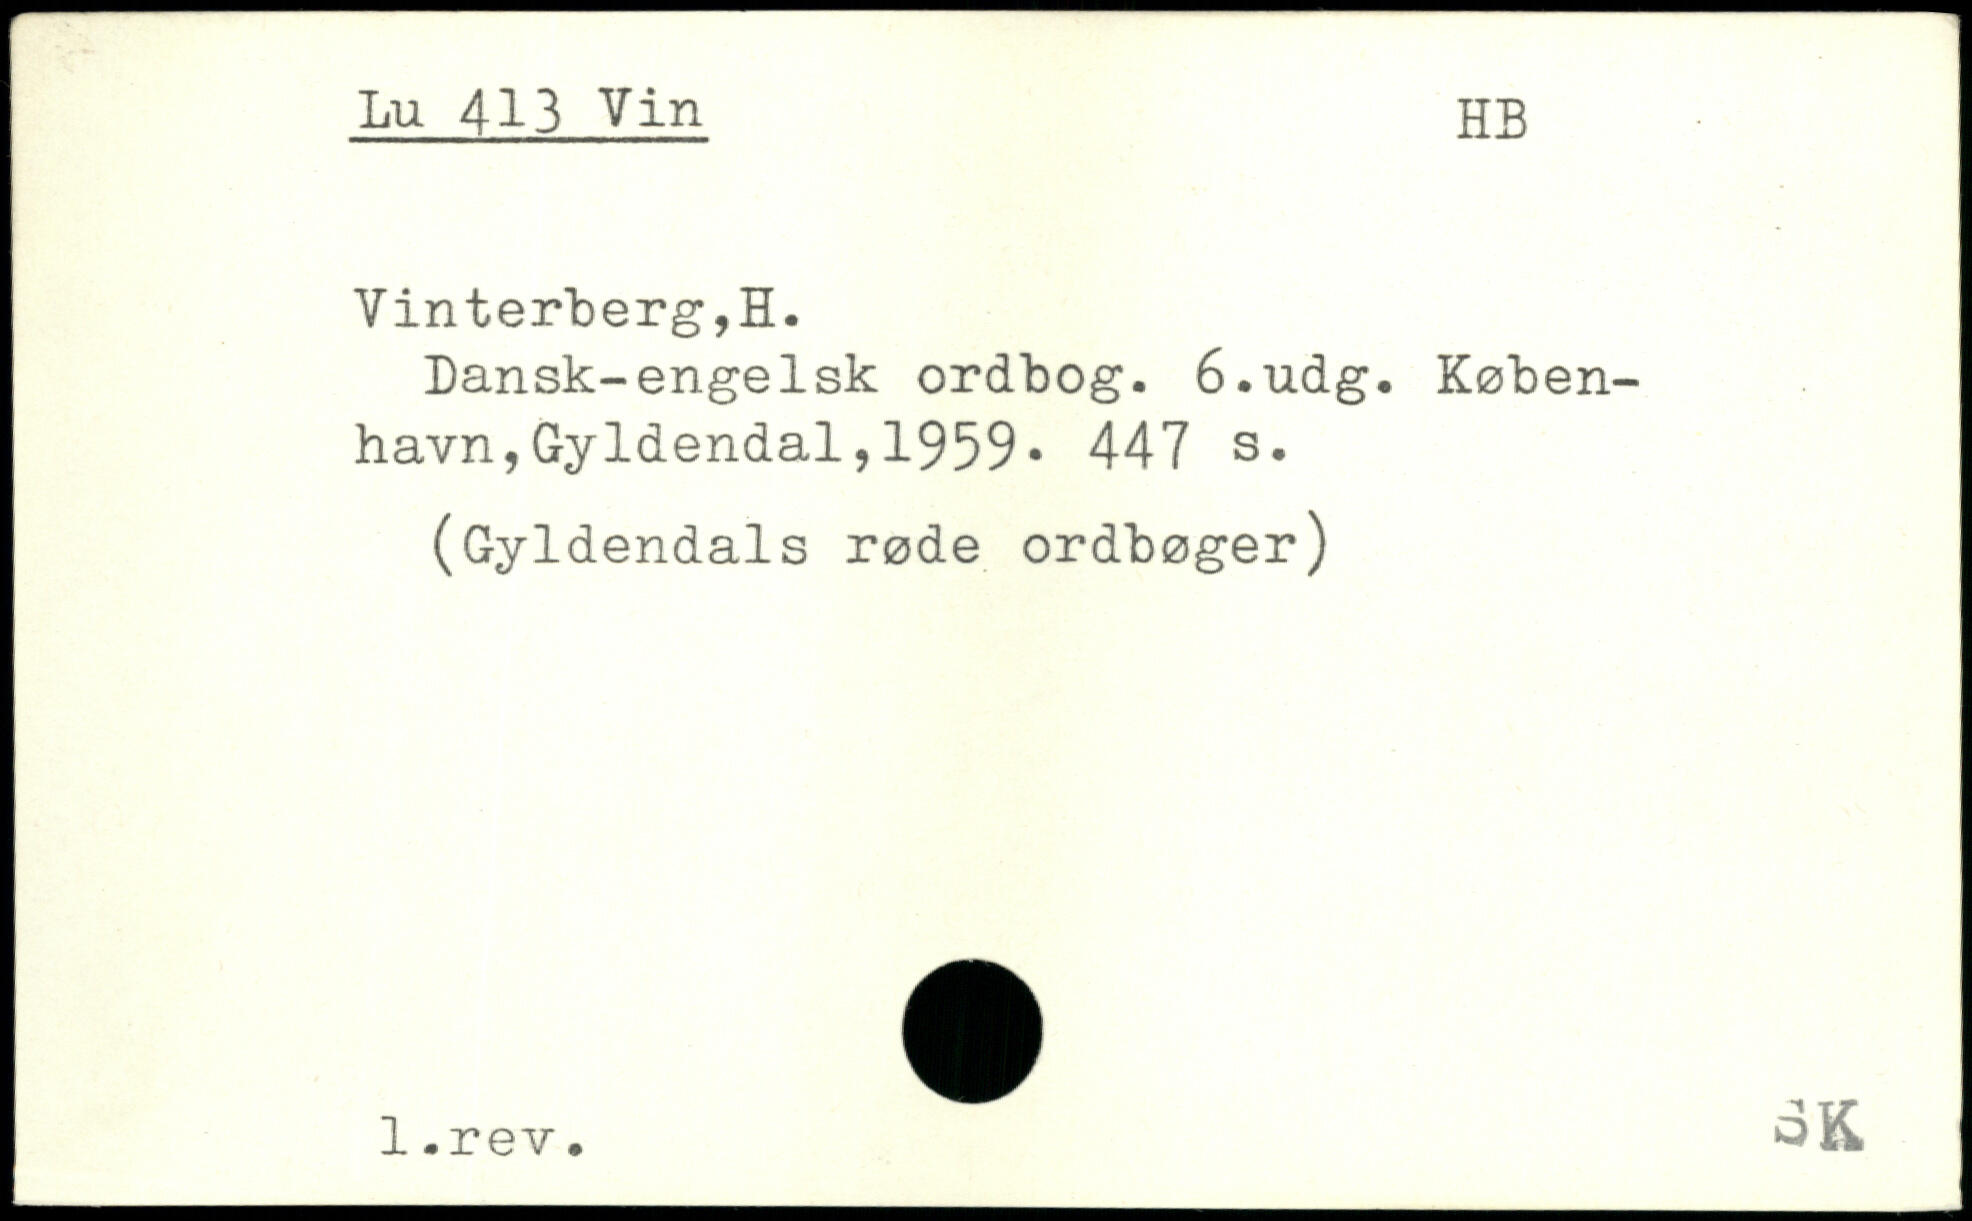 Lu 413 Vin HB
Vinterberg,H.
Dansk-engelsk ordbog. 6.udg. Køben-
havn,Gyldendal,1959. 447 s.
(Gyldendals røde ordbøger)
1.rev. SK